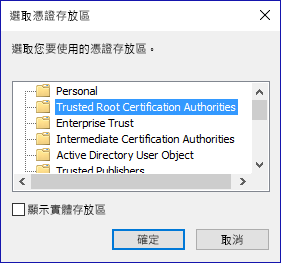 選取憑證存放區
選取您要使用的憑證存放區。
Personal
Trusted Root Certification Authorities
Enterprise Trust
Intermediate Certification Authorities
Active Directory User Object
Trusted Publishers
顯示實體存放區
確定
取消